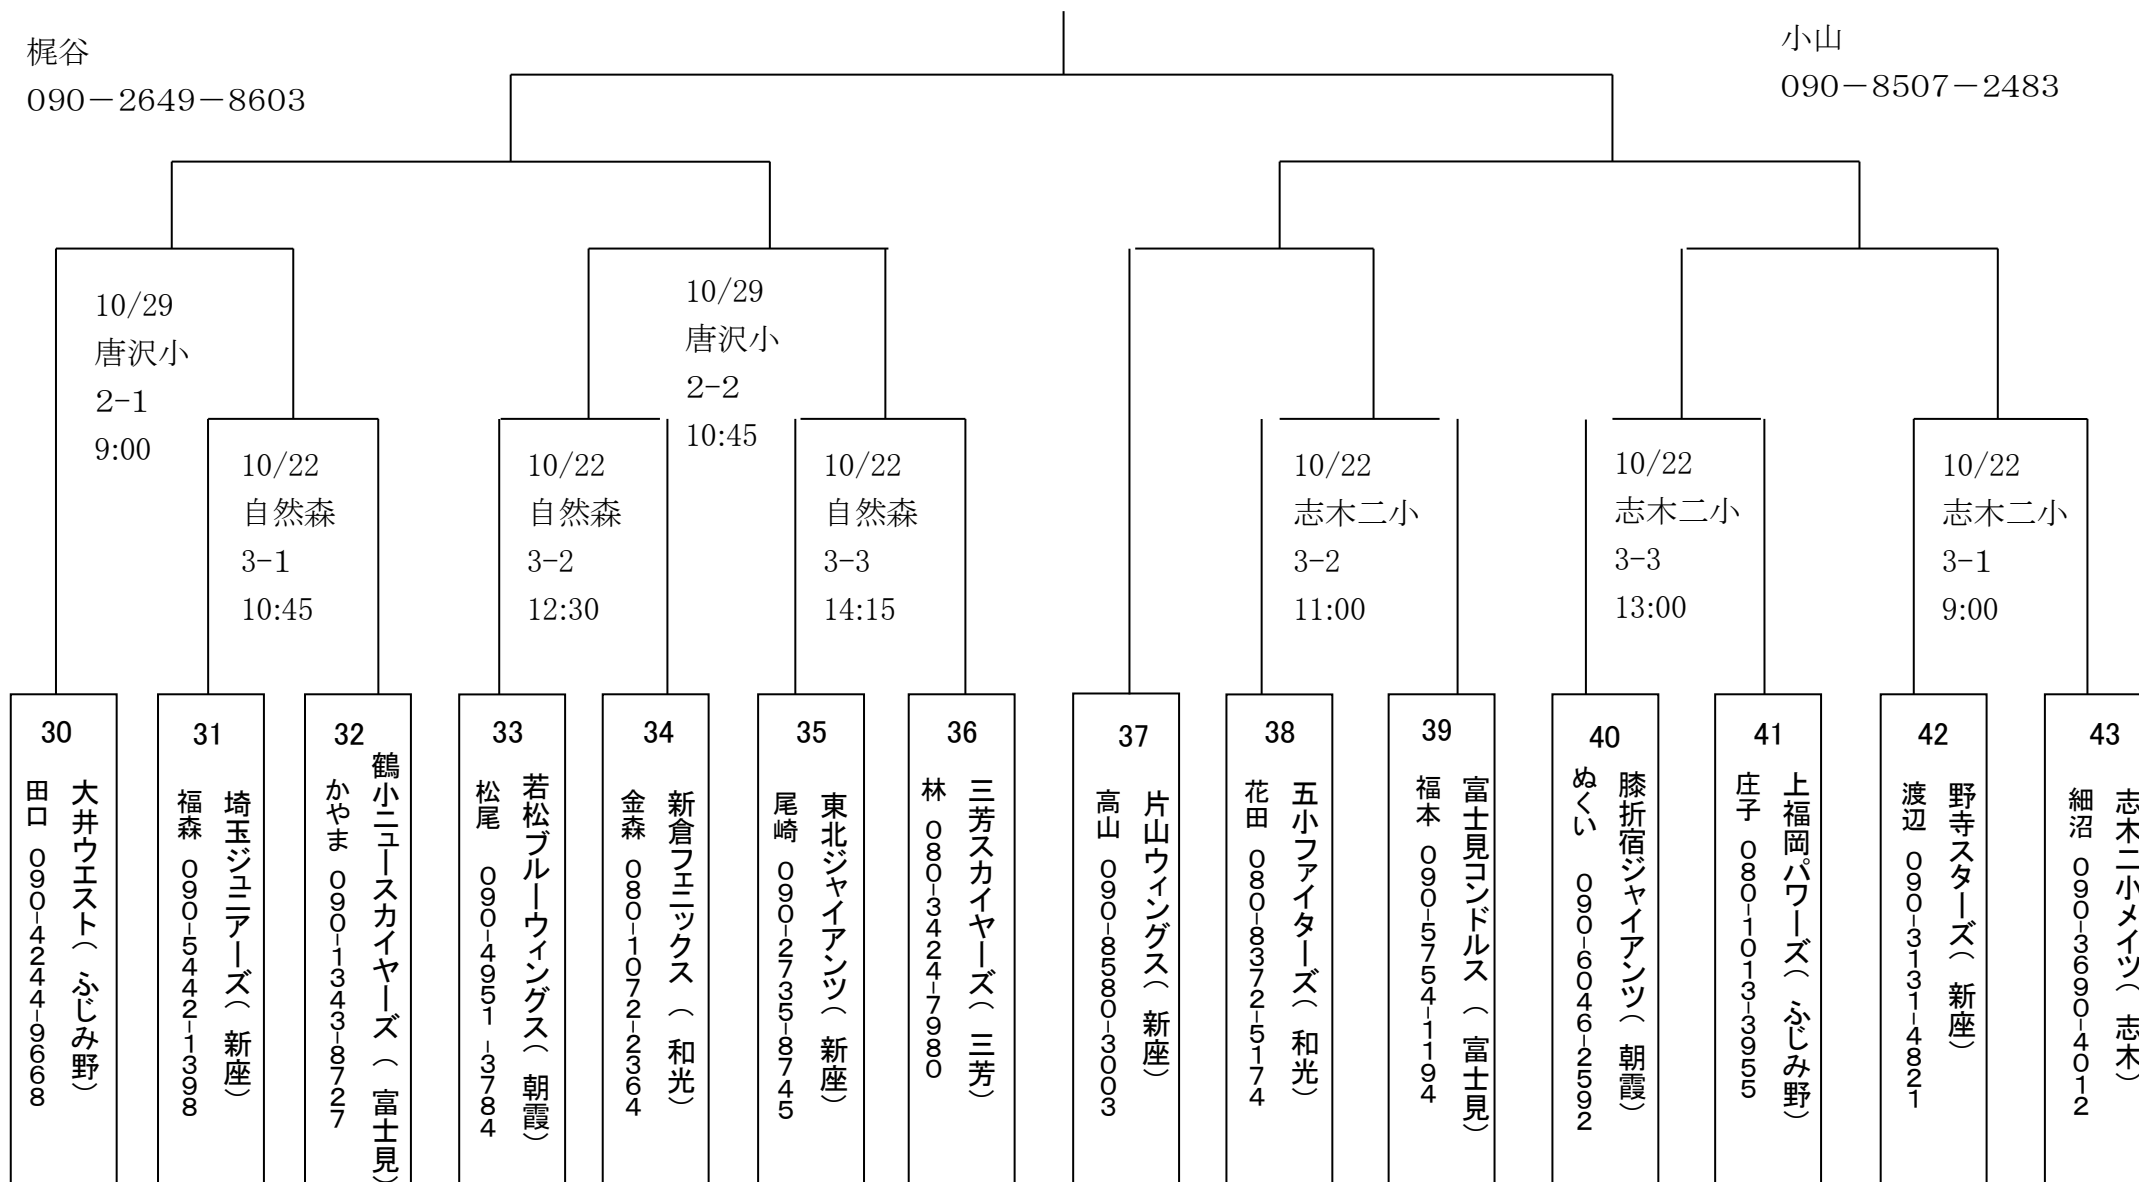 梶谷
090－2649－8603
小山
090－8507－2483
10/29
唐沢小
2-1
9:00
10/29
唐沢小
2-2
10:45
10/22
自然森
3-1
10:45
10/22
自然森
3-2
12:30
10/22
自然森
3-3
14:15
10/22
志木二小
3-2
11:00
10/22
志木二小
3-3
13:00
10/22
志木二小
3-1
9:00
30
大井ウエスト（ ふじみ野）
田口 090-4244-9668
31
埼玉ジュニアーズ（ 新座）
福森 090-5442-1398
32
鶴小ニュースカイヤーズ （ 富士見）
かやま 090-1343-8727
33
若松ブルーウィングス（ 朝霞）
松尾 090-4951-3784
34
新倉フェニックス （ 和光）
金森 080-1072-2364
35
東北ジャイアンツ（ 新座）
尾崎 090-2735-8745
36
三芳スカイヤーズ（ 三芳）
林 080-3424-7980
37
片山ウィングス（ 新座）
高山 090-8580-3003
38
五小ファイターズ（ 和光）
花田 080-8372-5174
39
富士見コンドルス （ 富士見）
福本 090-5754-1194
40
膝折宿ジャイアンツ（ 朝霞）
ぬくい 090-6046-2592
41
上福岡パワーズ（ ふじみ野）
庄子 080-1013-3955
42
野寺スターズ（ 新座）
渡辺 090-3131-4821
43
志木二小メイツ（ 志木）
細沼 090-3690-4012